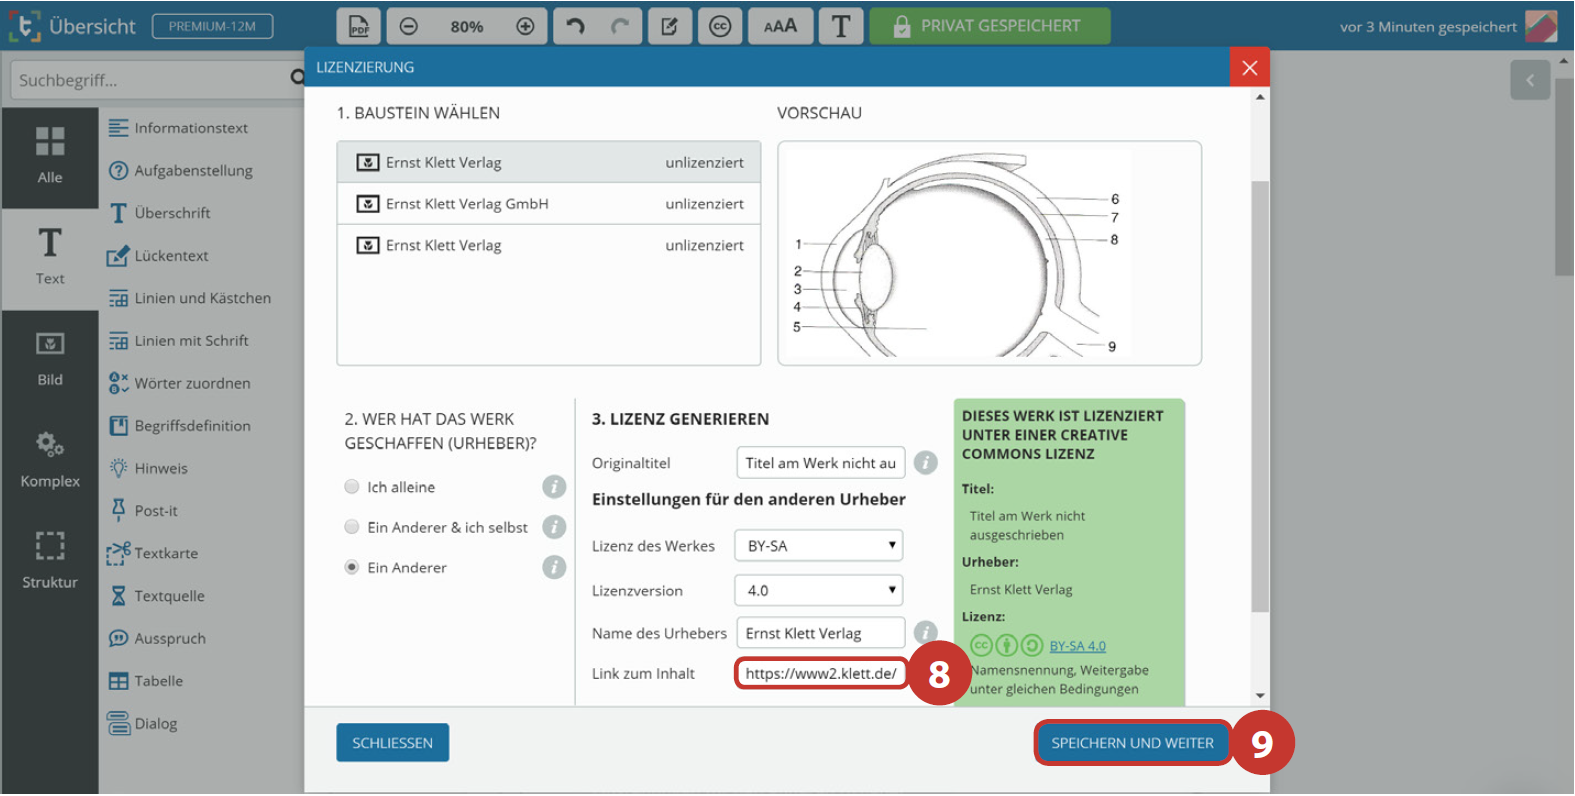 Übersicht
PREMIUM-12M
PDF
80%
cc
AAA
T
PRIVAT GESPEICHERT
vor 3 Minuten gespeichert
Suchbegriff...
Alle
Text
Bild
Komplex
Struktur
Informationstext
Aufgabenstellung
Überschrift
Lückentext
Linien und Kästchen
Linien mit Schrift
Wörter zuordnen
Begriffsdefinition
Hinweis
Post-it
Textkarte
Textquelle
Ausspruch
Tabelle
Dialog
LIZENZIERUNG
1. BAUSTEIN WÄHLEN
Ernst Klett Verlag unlizenziert
Ernst Klett Verlag GmbH unlizenziert
Ernst Klett Verlag unlizenziert
VORSCHAU
1
2
3
4
5
6
7
8
9
2. WER HAT DAS WERK
GESCHAFFEN (URHEBER)?
Ich alleine
Ein Anderer & ich selbst
Ein Anderer
3. LIZENZ GENERIEREN
Originaltitel Titel am Werk nicht au
Einstellungen für den anderen Urheber
Lizenz des Werkes BY-SA
Lizenzversion 4.0
Name des Urhebers Ernst Klett Verlag
Link zum Inhalt https://www2.klett.de/
8
DIESES WERK IST LIZENZIERT
UNTER EINER CREATIVE
COMMONS LIZENZ
Titel:
Titel am Werk nicht
ausgeschrieben
Urheber:
Ernst Klett Verlag
Lizenz:
cc BY-SA 4.0
Namensnennung, Weitergabe
unter gleichen Bedingungen
SCHLIESSEN
SPEICHERN UND WEITER
9